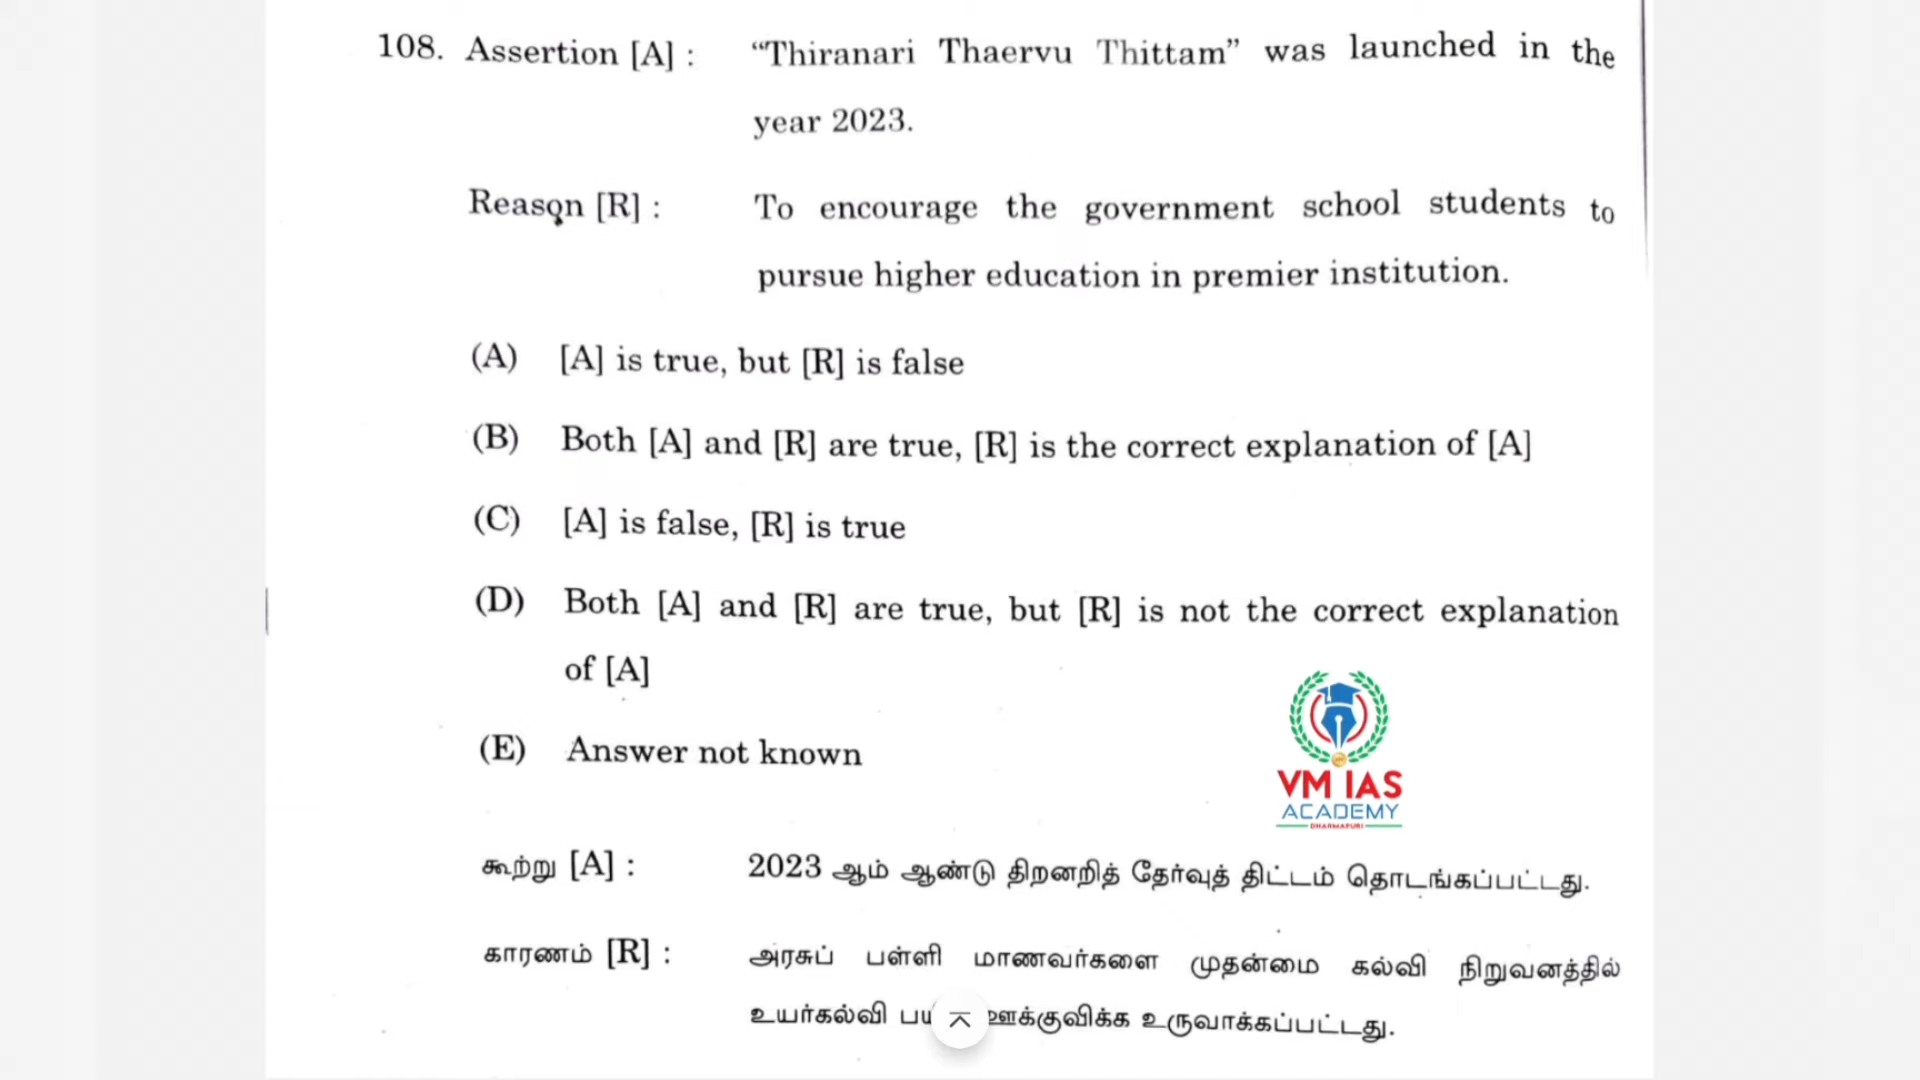 108. Assertion [A] : “Thiranari Thaervu Thittam” was launched in the
year 2023.
Reason [R] : To encourage the government school students to
pursue higher education in premier institution.
(A) [A] is true, but [R] is false
(B) Both [A] and [R] are true, [R] is the correct explanation of [A]
(C) [A] is false, [R] is true
(D) Both [A] and [R] are true, but [R] is not the correct explanation
of [A]
(E) Answer not known
VM IAS
ACADEMY
DHARMAPURI
கூற்று [A] : 2023 ஆம் ஆண்டு திறனறித் தேர்வுத் திட்டம் தொடங்கப்பட்டது.
காரணம் [R] : அரசுப் பள்ளி மாணவர்களை முதன்மை கல்வி நிறுவனத்தில்
உயர்கல்வி ஊக்குவிக்க உருவாக்கப்பட்டது.